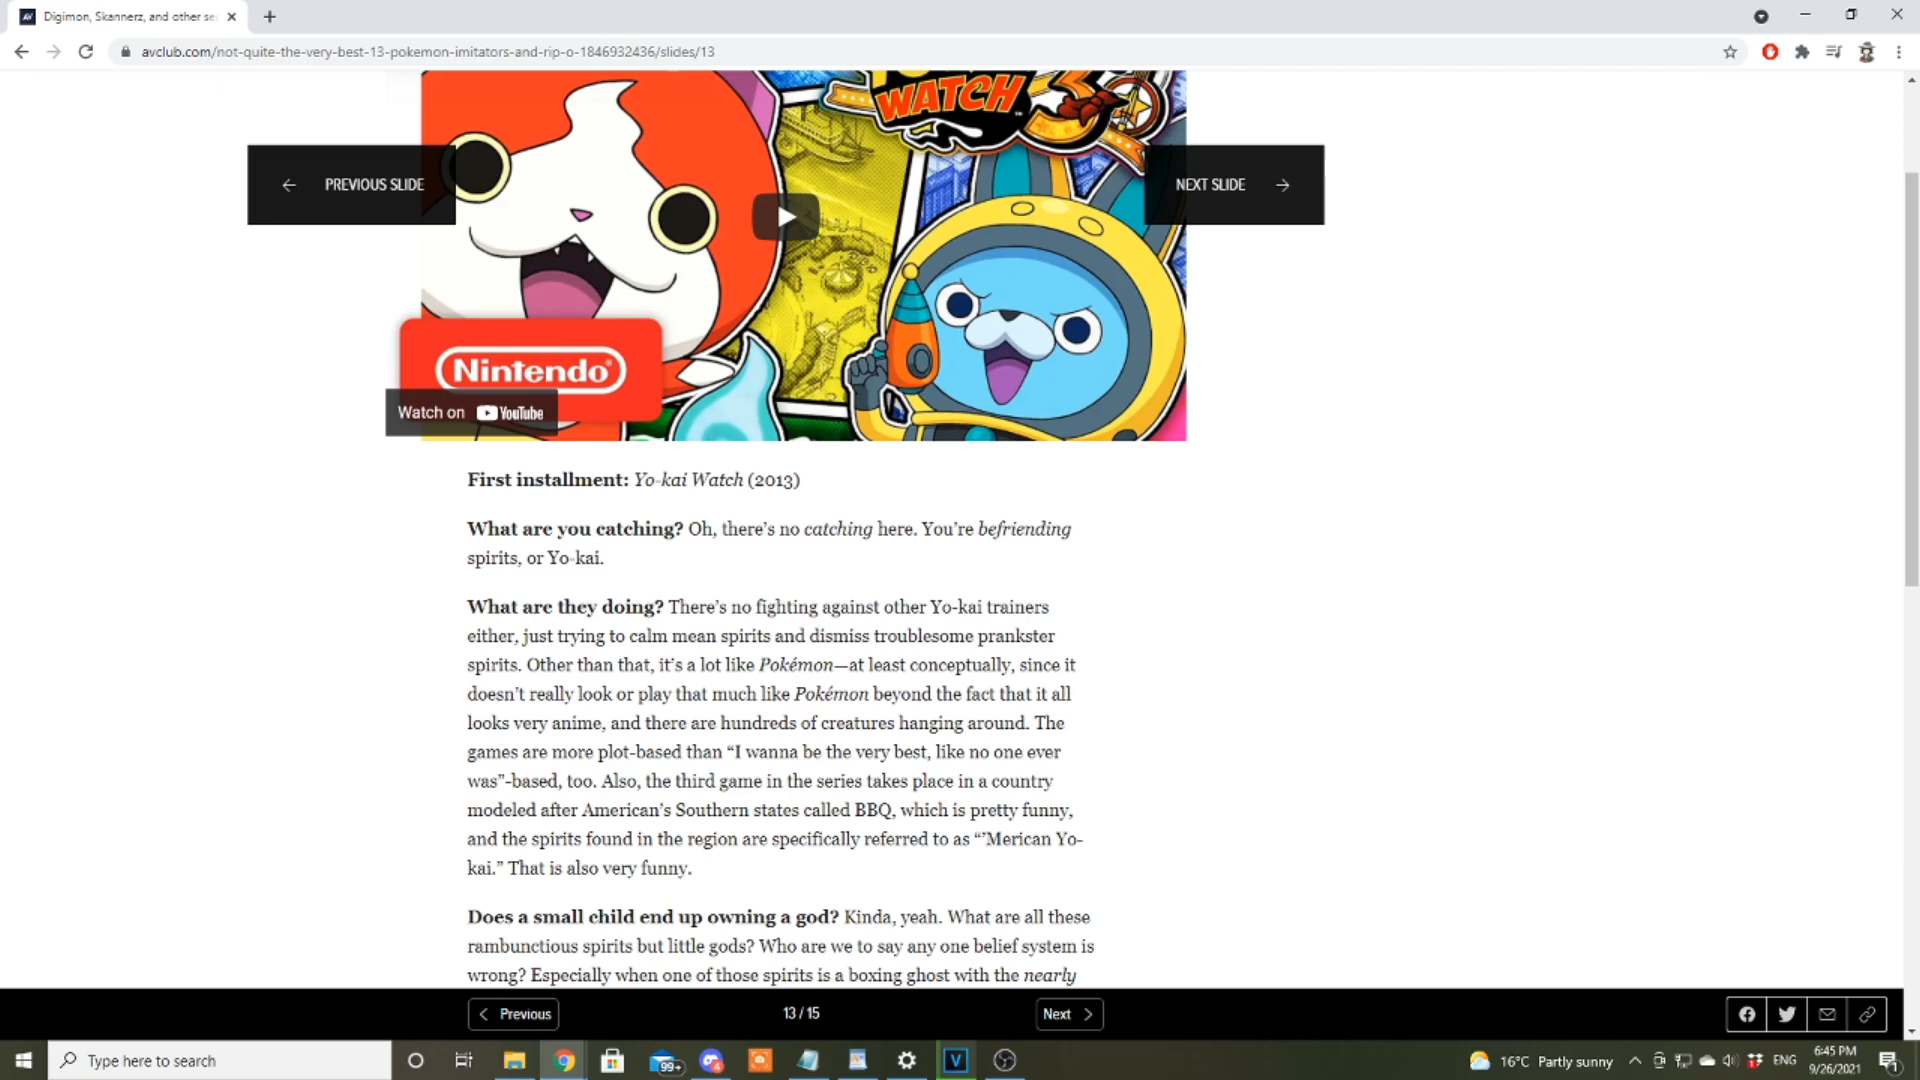 Digimon, Skannerz, and other se
avclub.com/not-quite-the-very-best-13-pokemon-imitators-and-rip-o-1846932436/slides/13
WATCH 3
PREVIOUS SLIDE
NEXT SLIDE
Nintendo
Watch on YouTube
First installment: Yo-kai Watch (2013)
What are you catching? Oh, there's no catching here. You're befriending
spirits, or Yo-kai.
What are they doing? There's no fighting against other Yo-kai trainers
either, just trying to calm mean spirits and dismiss troublesome prankster
spirits. Other than that, it's a lot like Pokémon—at least conceptually, since it
doesn't really look or play that much like Pokémon beyond the fact that it all
looks very anime, and there are hundreds of creatures hanging around. The
games are more plot-based than “I wanna be the very best, like no one ever
was”-based, too. Also, the third game in the series takes place in a country
modeled after American's Southern states called BBQ, which is pretty funny,
and the spirits found in the region are specifically referred to as “’Merican Yo-
kai.” That is also very funny.
Does a small child end up owning a god? Kinda, yeah. What are all these
rambunctious spirits but little gods? Who are we to say any one belief system is
wrong? Especially when one of those spirits is a boxing ghost with the nearly
Previous
13 / 15
Next
Type here to search
99+
V
16°C Partly sunny
ENG
6:45 PM
9/26/2021
1